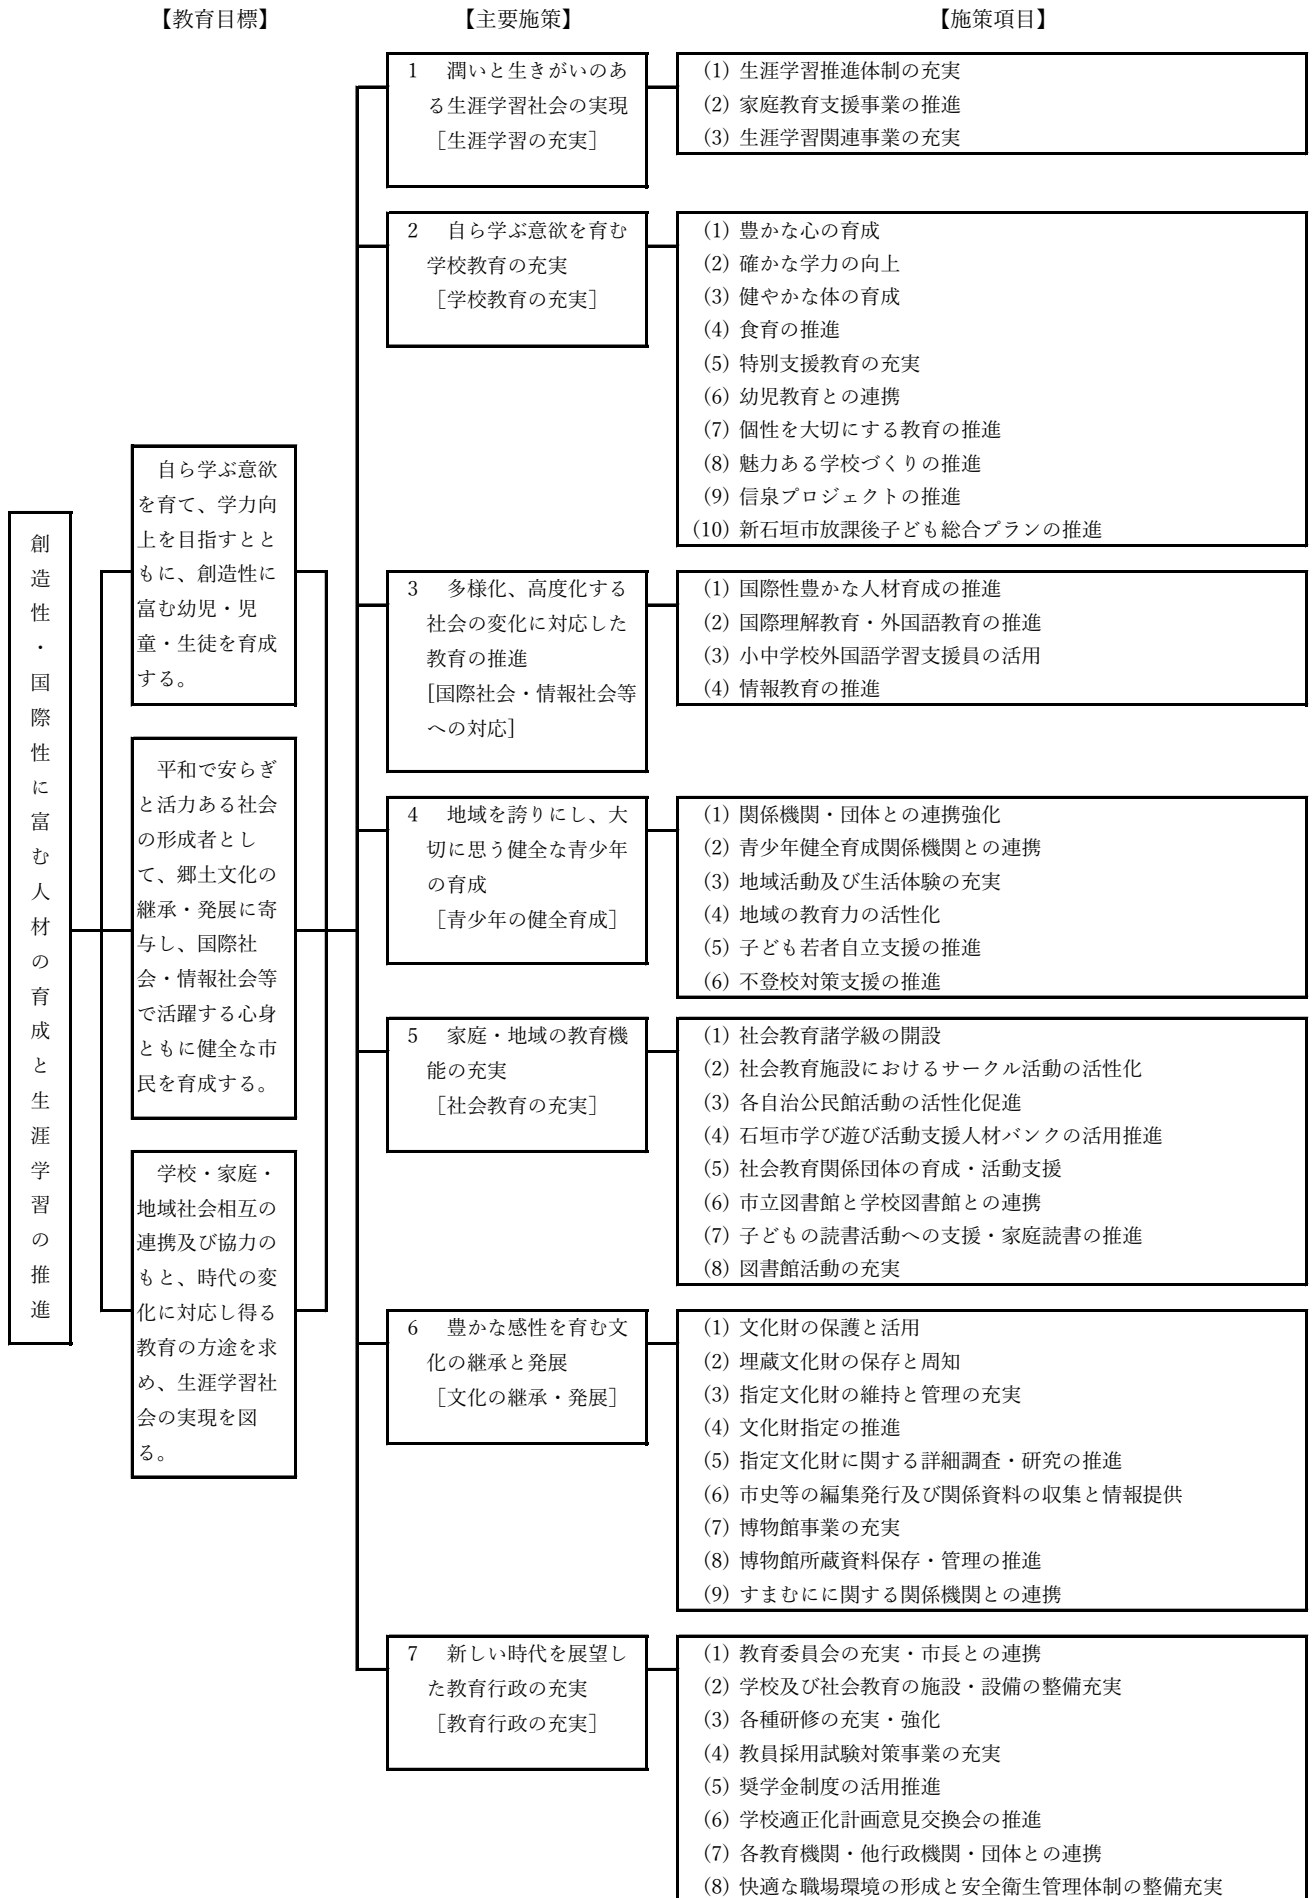 【教育目標】
【主要施策】
【施策項目】
創造性・国際性に富む人材の育成と生涯学習の推進
自ら学ぶ意欲
を育て、学力向
上を目指すとと
もに、創造性に
富む幼児・児
童・生徒を育成
する。
平和で安らぎ
と活力ある社会
の形成者とし
て、郷土文化の
継承・発展に寄
与し、国際社
会・情報社会等
で活躍する心身
ともに健全な市
民を育成する。
学校・家庭・
地域社会相互の
連携及び協力の
もと、時代の変
化に対応し得る
教育の方途を求
め、生涯学習社
会の実現を図
る。
1 潤いと生きがいのあ
る生涯学習社会の実現
［生涯学習の充実］
(1) 生涯学習推進体制の充実
(2) 家庭教育支援事業の推進
(3) 生涯学習関連事業の充実
2 自ら学ぶ意欲を育む
学校教育の充実
［学校教育の充実］
(1) 豊かな心の育成
(2) 確かな学力の向上
(3) 健やかな体の育成
(4) 食育の推進
(5) 特別支援教育の充実
(6) 幼児教育との連携
(7) 個性を大切にする教育の推進
(8) 魅力ある学校づくりの推進
(9) 信泉プロジェクトの推進
(10) 新石垣市放課後子ども総合プランの推進
3 多様化、高度化する
社会の変化に対応した
教育の推進
[国際社会・情報社会等
への対応]
(1) 国際性豊かな人材育成の推進
(2) 国際理解教育・外国語教育の推進
(3) 小中学校外国語学習支援員の活用
(4) 情報教育の推進
4 地域を誇りにし、大
切に思う健全な青少年
の育成
［青少年の健全育成］
(1) 関係機関・団体との連携強化
(2) 青少年健全育成関係機関との連携
(3) 地域活動及び生活体験の充実
(4) 地域の教育力の活性化
(5) 子ども若者自立支援の推進
(6) 不登校対策支援の推進
5 家庭・地域の教育機
能の充実
［社会教育の充実］
(1) 社会教育諸学級の開設
(2) 社会教育施設におけるサークル活動の活性化
(3) 各自治公民館活動の活性化促進
(4) 石垣市学び遊び活動支援人材バンクの活用推進
(5) 社会教育関係団体の育成・活動支援
(6) 市立図書館と学校図書館との連携
(7) 子どもの読書活動への支援・家庭読書の推進
(8) 図書館活動の充実
6 豊かな感性を育む文
化の継承と発展
［文化の継承・発展］
(1) 文化財の保護と活用
(2) 埋蔵文化財の保存と周知
(3) 指定文化財の維持と管理の充実
(4) 文化財指定の推進
(5) 指定文化財に関する詳細調査・研究の推進
(6) 市史等の編集発行及び関係資料の収集と情報提供
(7) 博物館事業の充実
(8) 博物館所蔵資料保存・管理の推進
(9) すまむにに関する関係機関との連携
7 新しい時代を展望し
た教育行政の充実
［教育行政の充実］
(1) 教育委員会の充実・市長との連携
(2) 学校及び社会教育の施設・設備の整備充実
(3) 各種研修の充実・強化
(4) 教員採用試験対策事業の充実
(5) 奨学金制度の活用推進
(6) 学校適正化計画意見交換会の推進
(7) 各教育機関・他行政機関・団体との連携
(8) 快適な職場環境の形成と安全衛生管理体制の整備充実